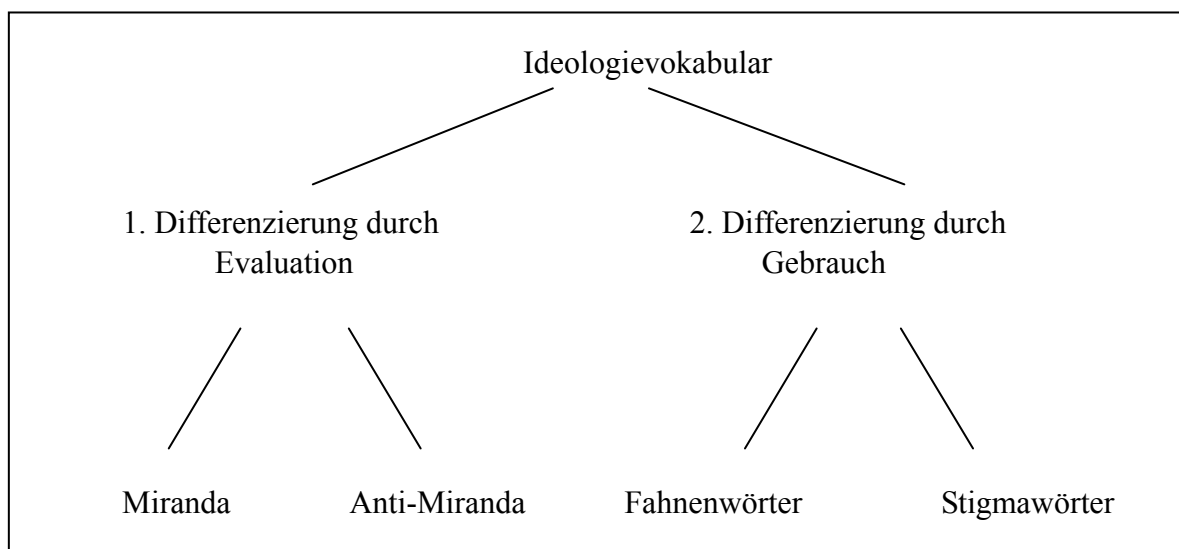 Ideologievokabular
1. Differenzierung durch
Evaluation
2. Differenzierung durch
Gebrauch
Miranda
Anti-Miranda
Fahnenwörter
Stigmawörter